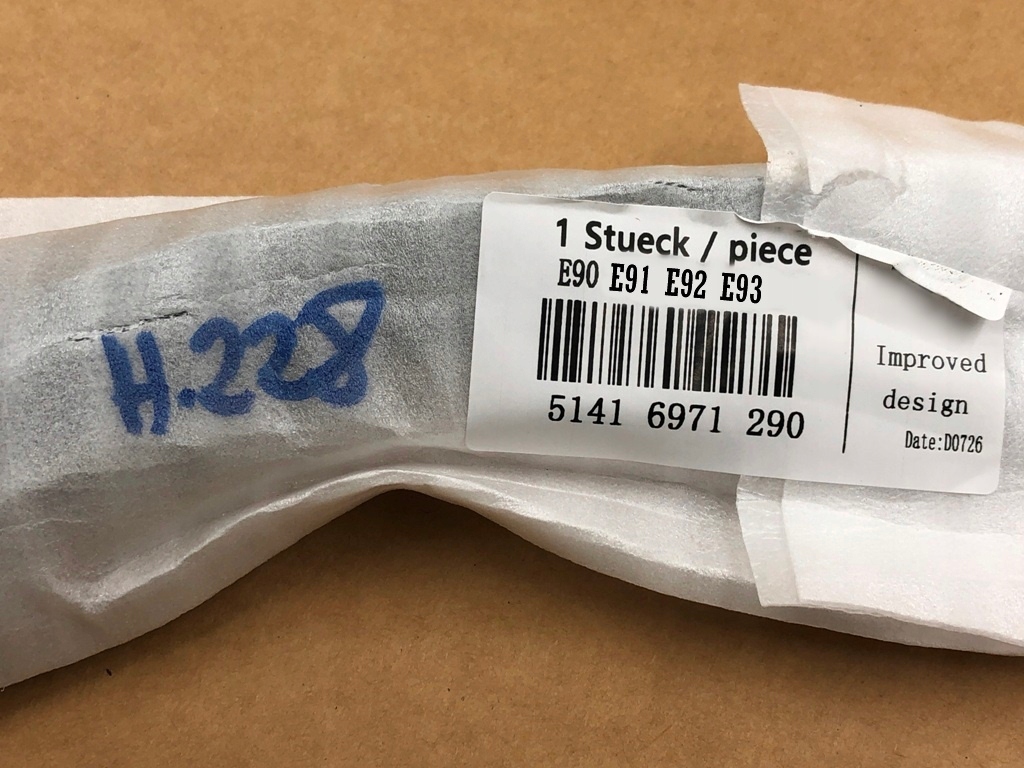 H.228
1 Stueck / piece
E90 E91 E92 E93
5141 6971 290
Improved
design
Date:D0726